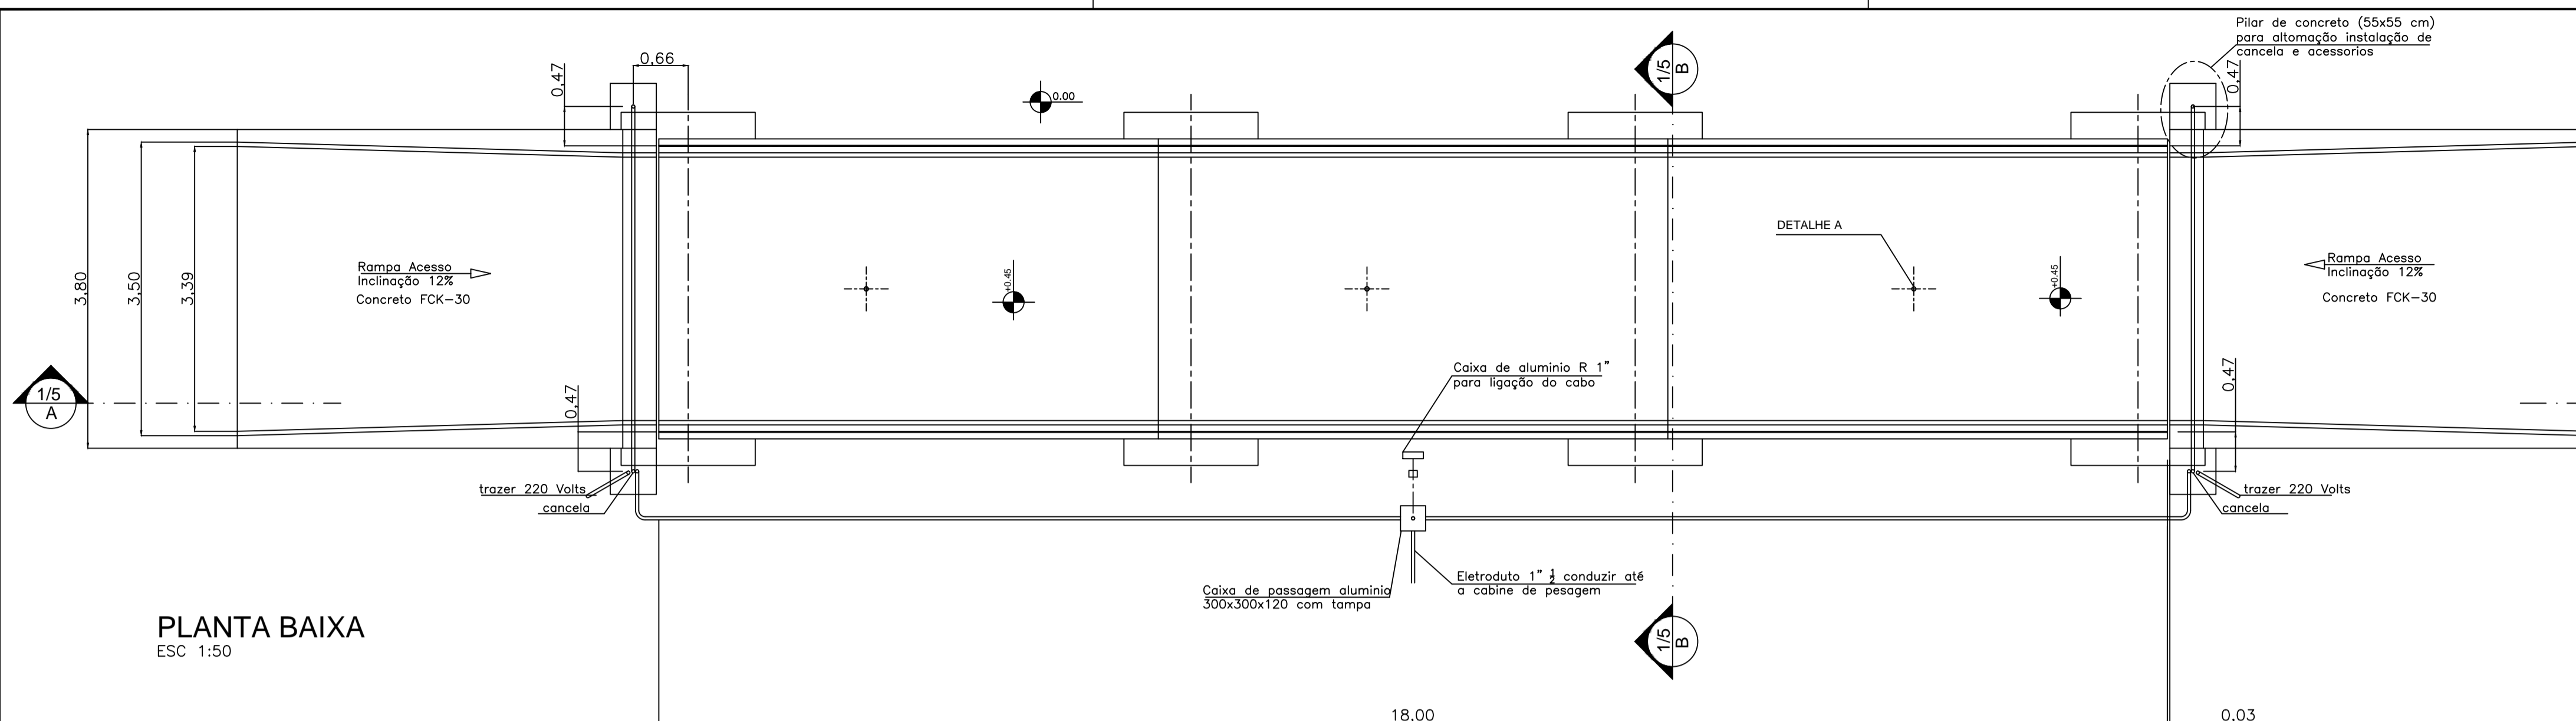 Pilar de concreto (55x55 cm)
para altomação instalação de
cancela e acessorios
0,66
0,47
0,47
1/5
B
0.00
DETALHE A
3,80
3,50
3,39
Rampa Acesso
Inclinação 12%
Concreto FCK-30
+0.45
+0.45
Rampa Acesso
Inclinação 12%
Concreto FCK-30
Caixa de aluminio R 1"
para ligação do cabo
1/5
A
0,47
0,47
trazer 220 Volts
cancela
trazer 220 Volts
cancela
Eletroduto 1" 1/2 conduzir até
a cabine de pesagem
Caixa de passagem aluminio
300x300x120 com tampa
PLANTA BAIXA
ESC 1:50
1/5
B
18,00
0,03